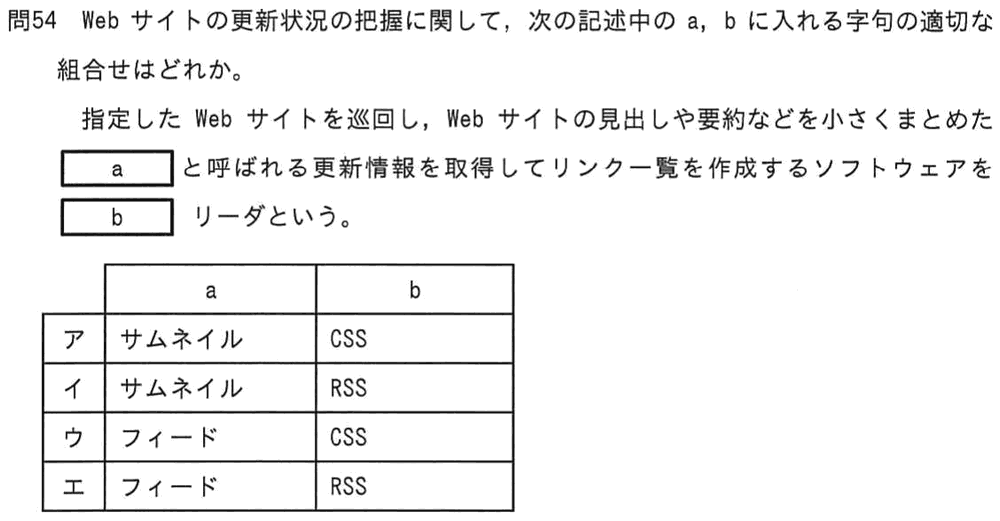 問54 Web サイトの更新状況の把握に関して，次の記述中の a，b に入れる字句の適切な
組合せはどれか。
指定した Web サイトを巡回し，Web サイトの見出しや要約などを小さくまとめた
a と呼ばれる更新情報を取得してリンク一覧を作成するソフトウェアを
b リーダという。
a b
ア サムネイル CSS
イ サムネイル RSS
ウ フィード CSS
エ フィード RSS